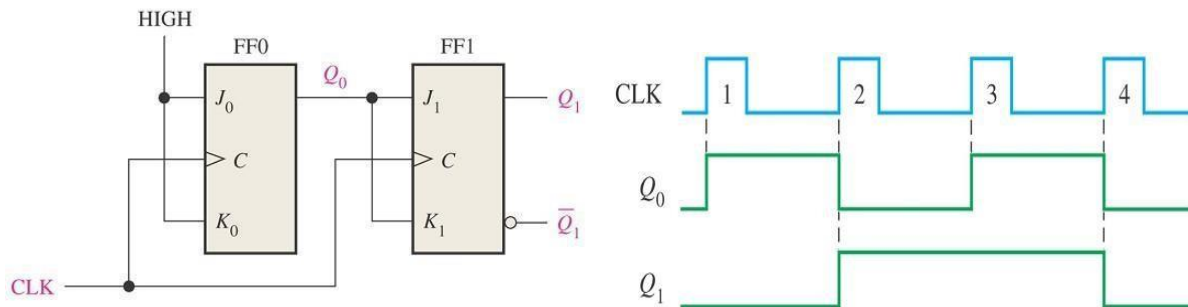 HIGH
FF0
FF1
Q₀
J₀
J₁
Q₁
C
C
K₀
K₁
Q̅₁
CLK
CLK
1
2
3
4
Q₀
Q₁